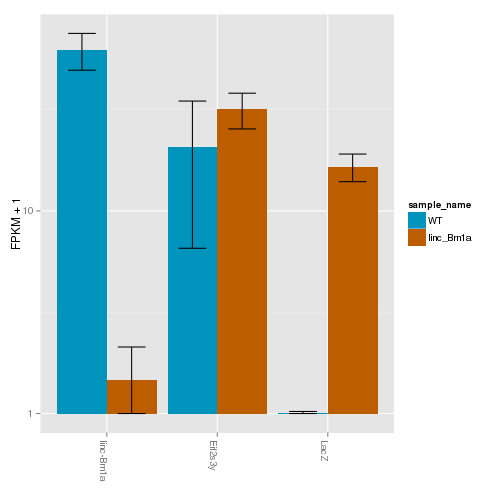 FPKM + 1
10
1
linc-Brn1a
Eif2s3y
LacZ
sample_name
WT
linc_Brn1a